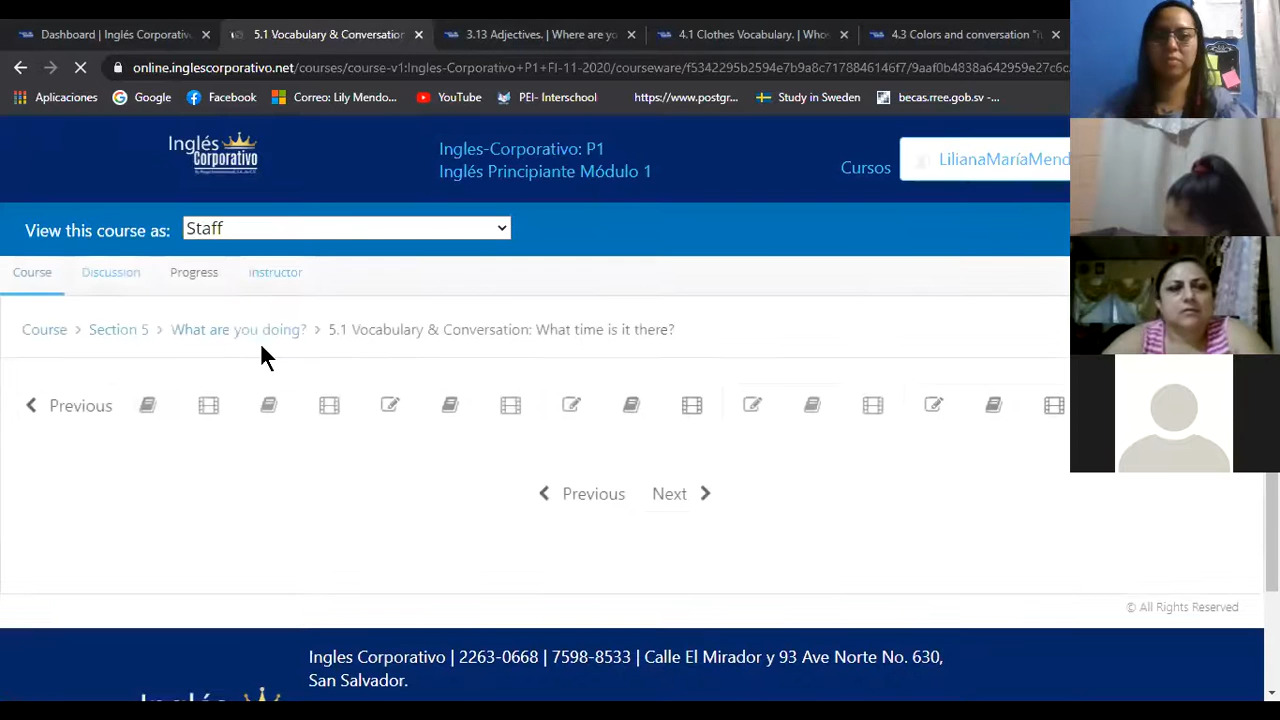 Dashboard | Inglés Corporativ
5.1 Vocabulary & Conversation
3.13 Adjectives. | Where are yo
4.1 Clothes Vocabulary. | Who
4.3 Colors and conversation "i
online.inglescorporativo.net/courses/course-v1:Ingles-Corporativo+P1+FI-11-2020/courseware/f5342295b2594e7b9a8c7178846146f7/9aaf0b4838a642959e27c6c
Aplicaciones
Google
Facebook
Correo: Lily Mendo...
YouTube
PEI- Interschool
https://www.postgr...
Study in Sweden
becas.rree.gob.sv -...
Inglés
Corporativo
Ingles-Corporativo: P1
Inglés Principiante Módulo 1
Cursos
LilianaMaríaMend
View this course as:
Staff
Course
Discussion
Progress
Instructor
Course > Section 5 > What are you doing? > 5.1 Vocabulary & Conversation: What time is it there?
Previous
Previous
Next
© All Rights Reserved
Ingles Corporativo | 2263-0668 | 7598-8533 | Calle El Mirador y 93 Ave Norte No. 630,
San Salvador.